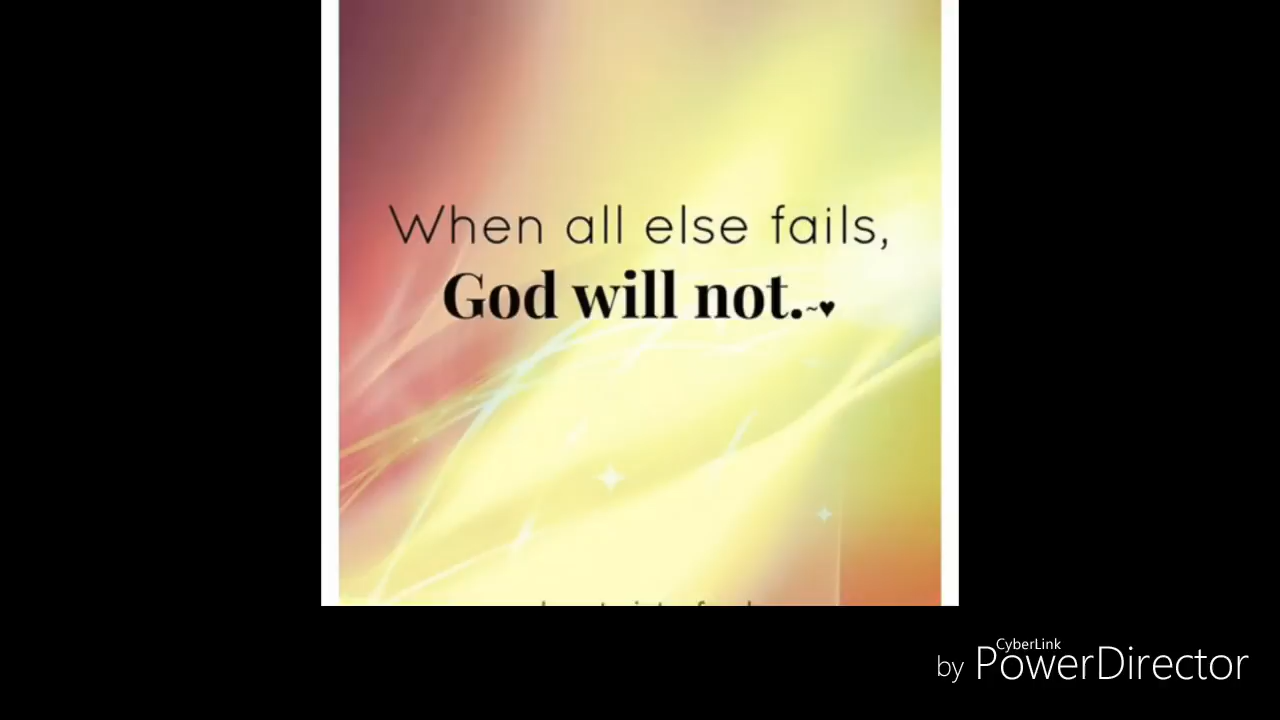 When all else fails,
God will not.~♥
CyberLink
by PowerDirector